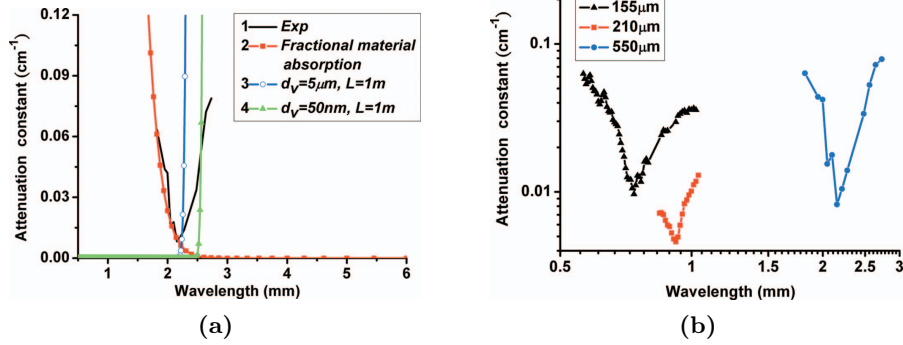 0.12
0.09
0.06
0.03
0.00
Attenuation constant (cm⁻¹)
1 Exp
2 Fractional material
absorption
3 dᵥ=5μm, L=1m
4 dᵥ=50nm, L=1m
1 2 3 4 5 6
Wavelength (mm)
(a)
0.1
0.01
Attenuation constant (cm⁻¹)
155μm
210μm
550μm
0.5 1 1.5 2 2.5 3
Wavelength (mm)
(b)